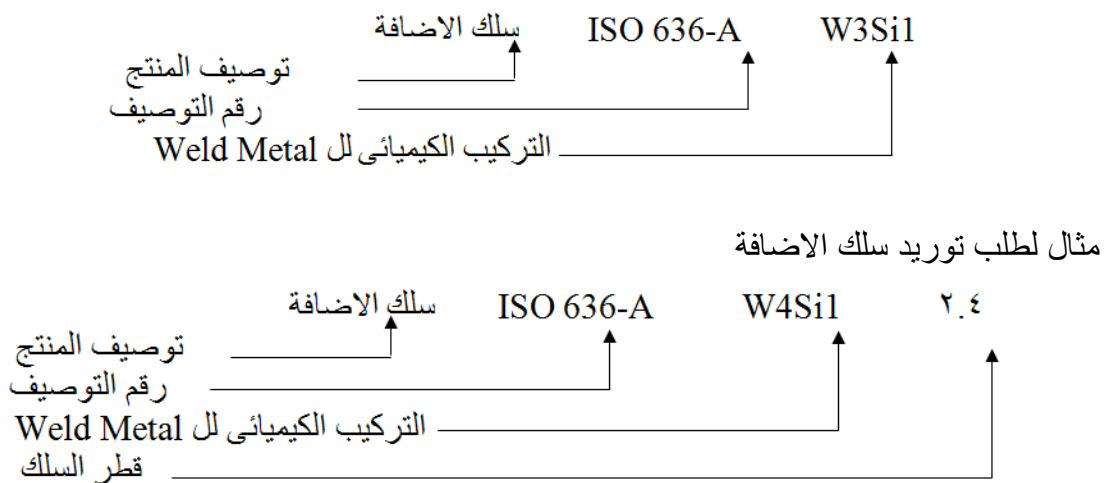 سلك الاضافة ISO 636-A W3Si1
توصيف المنتج
رقم التوصيف
التركيب الكيميائى لل Weld Metal
مثال لطلب توريد سلك الاضافة
سلك الاضافة ISO 636-A W4Si1 ٢.٤
توصيف المنتج
رقم التوصيف
التركيب الكيميائى لل Weld Metal
قطر السلك